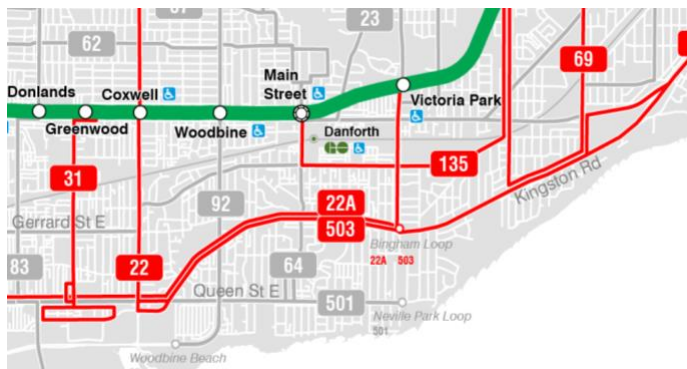 23
62
69
Donlands
Coxwell
Main
Street
Victoria Park
Greenwood
Woodbine
Danforth
GO
31
135
92
22A
503
Kingston Rd
Gerrard St E
Bingham Loop
22A 503
83
22
64
Queen St E
501
Neville Park Loop
501
Woodbine Beach